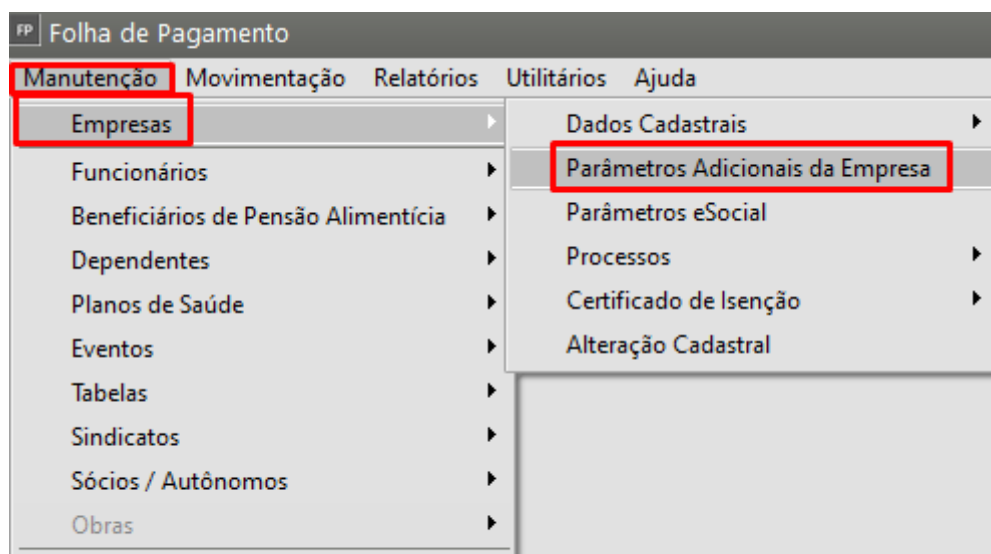 FP Folha de Pagamento
Manutenção Movimentação Relatórios Utilitários Ajuda
Empresas
Funcionários
Beneficiários de Pensão Alimentícia
Dependentes
Planos de Saúde
Eventos
Tabelas
Sindicatos
Sócios / Autônomos
Obras
Dados Cadastrais
Parâmetros Adicionais da Empresa
Parâmetros eSocial
Processos
Certificado de Isenção
Alteração Cadastral